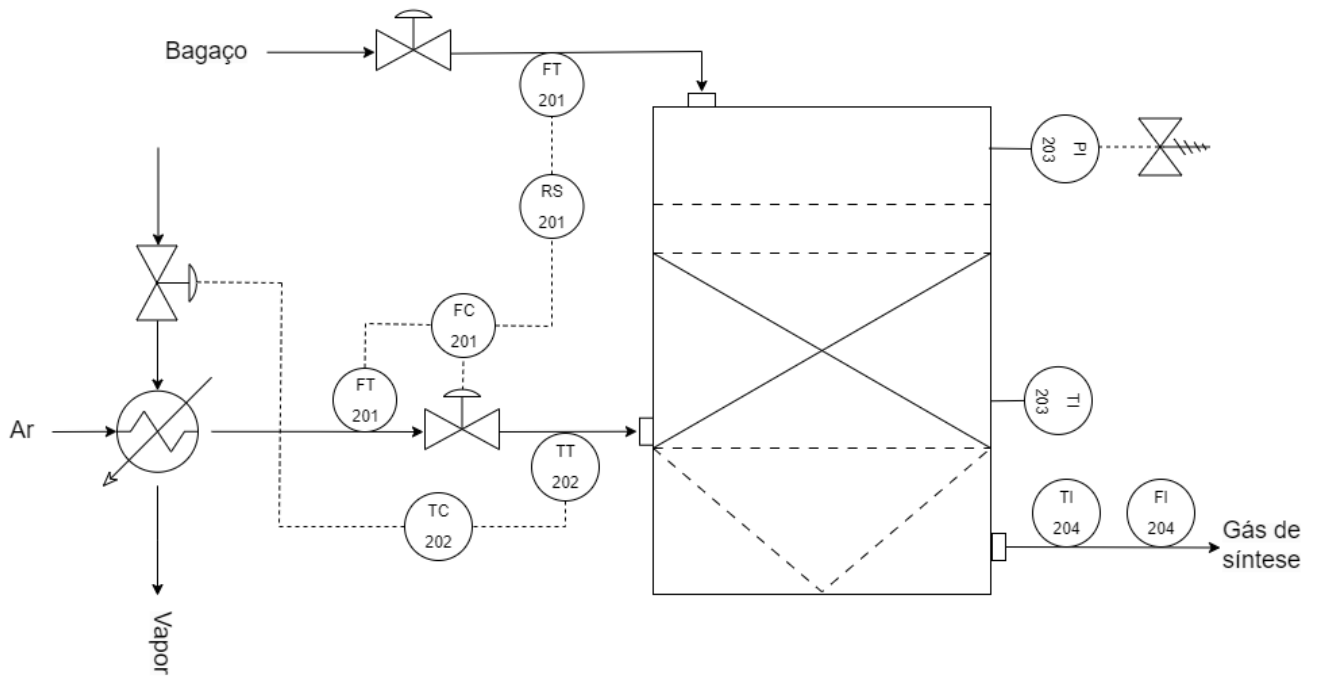 Bagaço
FT
201
PI
203
RS
201
FC
201
FT
201
TI
203
Ar
TT
202
TC
202
TI
204
FI
204
Gás de
síntese
Vapor